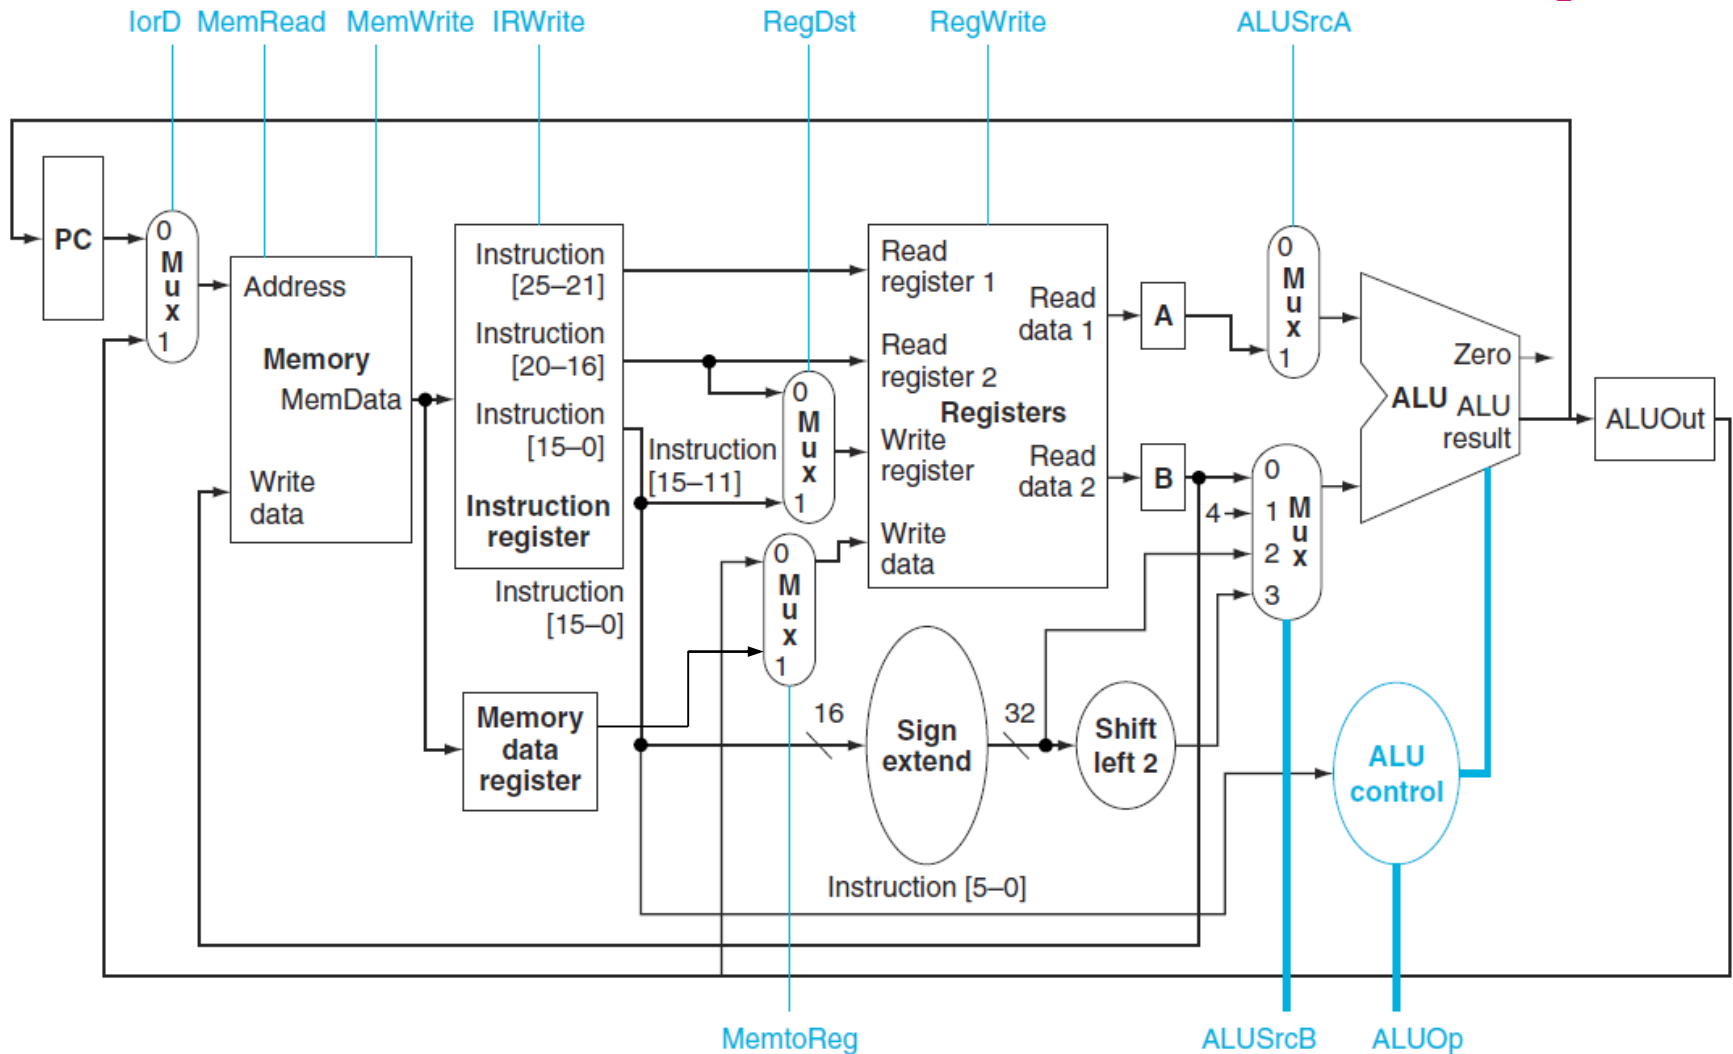 IorD MemRead MemWrite IRWrite RegDst RegWrite ALUSrcA
PC
0
M
u
x
1
Address
Memory
MemData
Write
data
Instruction
[25–21]
Instruction
[20–16]
Instruction
[15–0]
Instruction
register
Instruction
[15–0]
Instruction
[15–11]
0
M
u
x
1
0
M
u
x
1
Memory
data
register
Read
register 1
Read
register 2
Registers
Write
register
Write
data
Read
data 1
Read
data 2
A
B
4
0
M
u
x
1
0
1 M
u
2 x
3
Zero
ALU
ALU
result
ALUOut
16
Sign
extend
32
Shift
left 2
ALU
control
Instruction [5–0]
MemtoReg ALUSrcB ALUOp